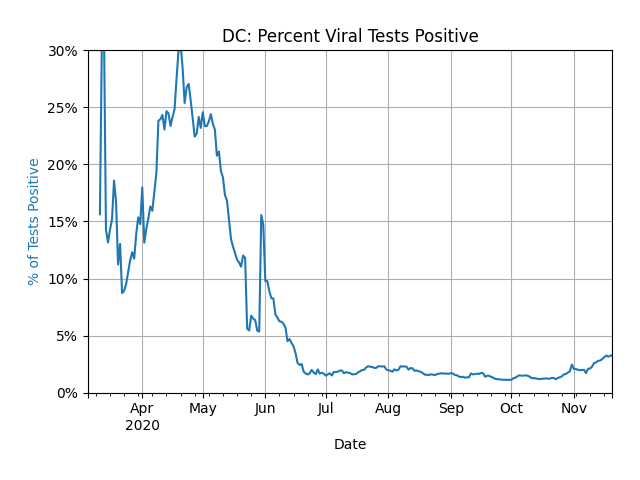 DC: Percent Viral Tests Positive
30%
25%
20%
15%
10%
5%
0%
% of Tests Positive
Apr
2020
May
Jun
Jul
Aug
Sep
Oct
Nov
Date